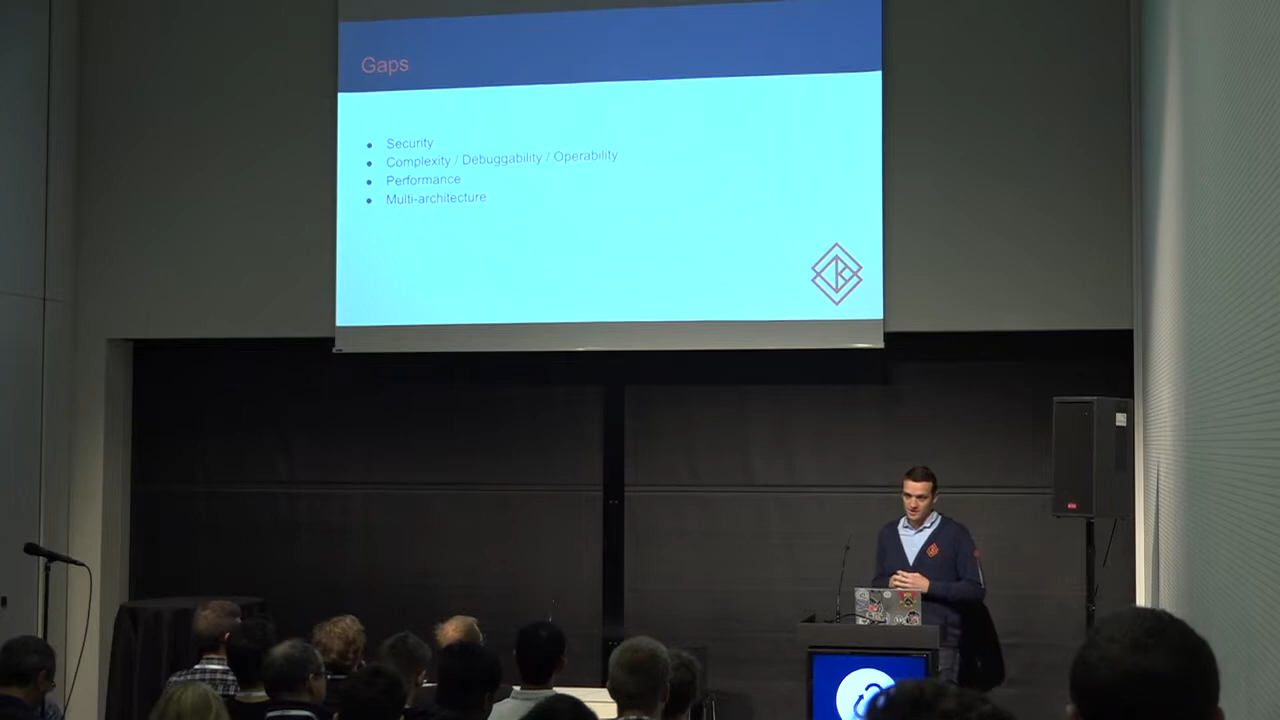 Gaps
Security
Complexity / Debuggability / Operability
Performance
Multi-architecture